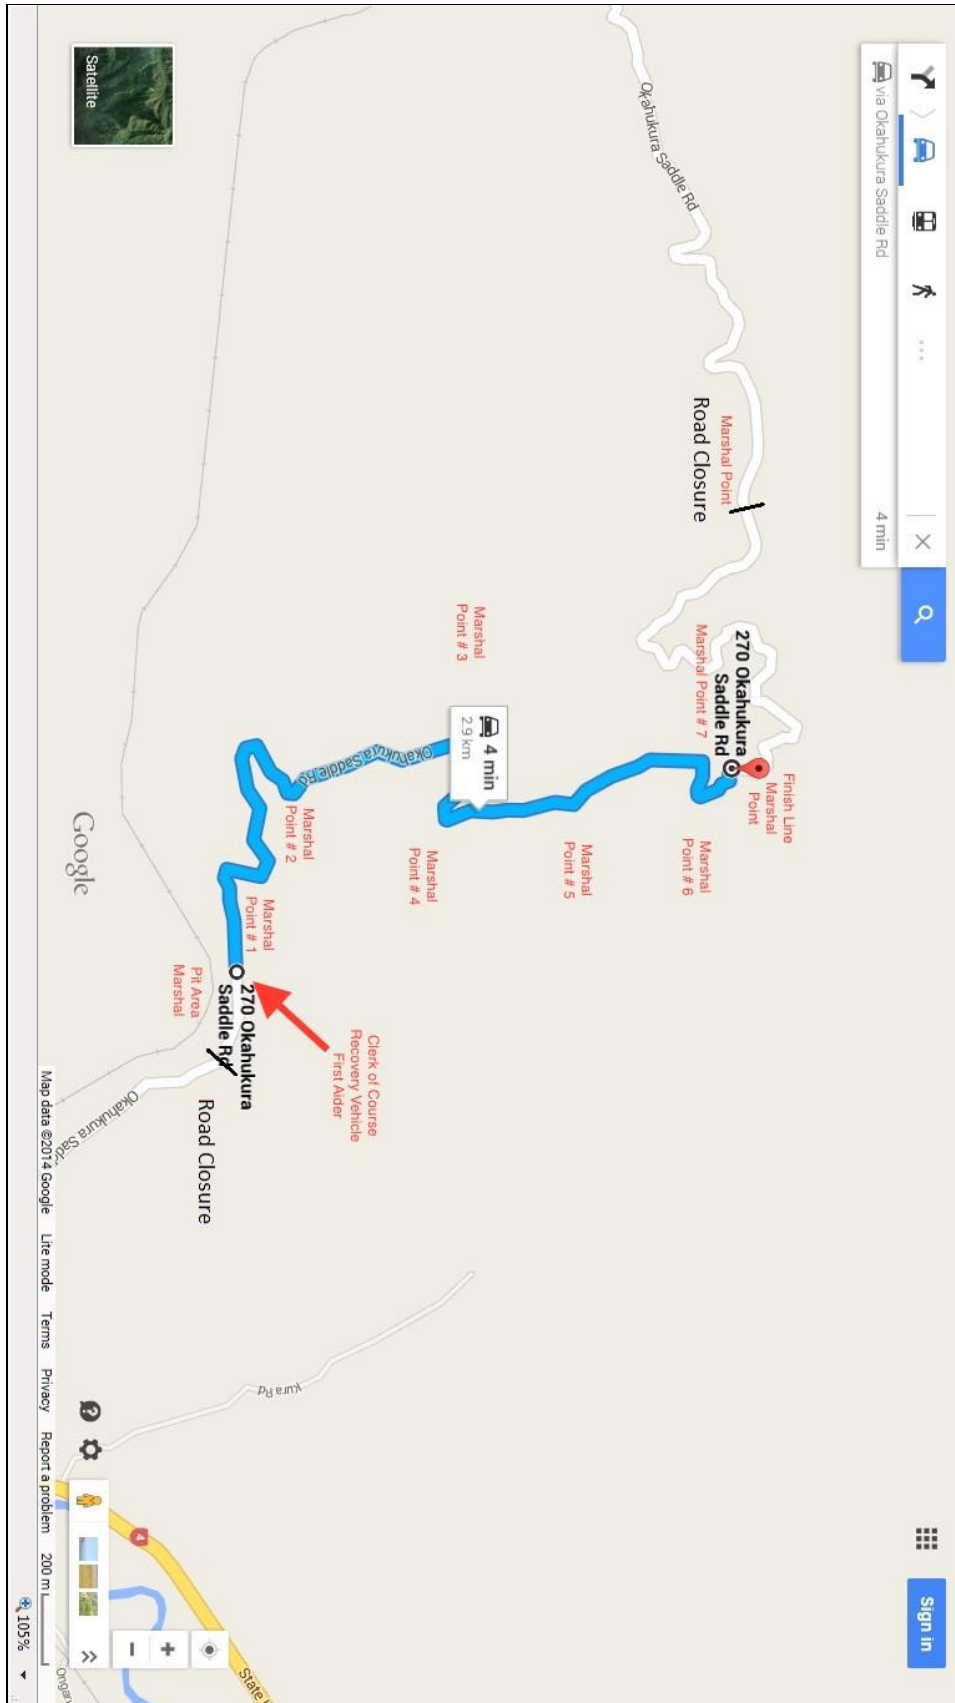 via Okahukura Saddle Rd
4 min
Sign in
Okahukura Saddle Rd
Marshal Point
Road Closure
270 Okahukura
Saddle Rd
Marshal Point # 7
Finish Line
Marshal
Point
Marshal
Point # 6
Marshal
Point # 5
4 min
2.9 km
Marshal
Point # 3
Marshal
Point # 4
Okahukura Saddle Rd
Marshal
Point # 2
Marshal
Point # 1
Clerk of Course
Recovery Vehicle
First Aider
270 Okahukura
Saddle Rd
Pit Area
Marshal
Road Closure
Okahukura Sadd
Kura Rd
4
State
Ongar
Satellite
Google
Map data ©2014 Google Lite mode Terms Privacy Report a problem 200 m
105%